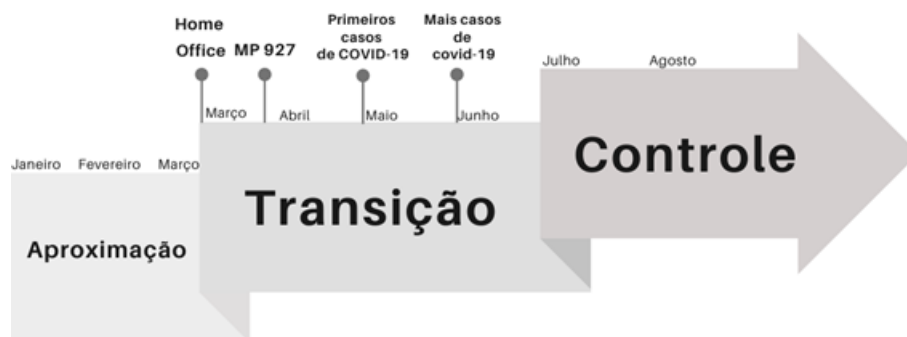 Home
Office
MP 927
Primeiros
casos
de COVID-19
Mais casos
de
covid-19
Janeiro
Fevereiro
Março
Março
Abril
Maio
Junho
Julho
Agosto
Aproximação
Transição
Controle